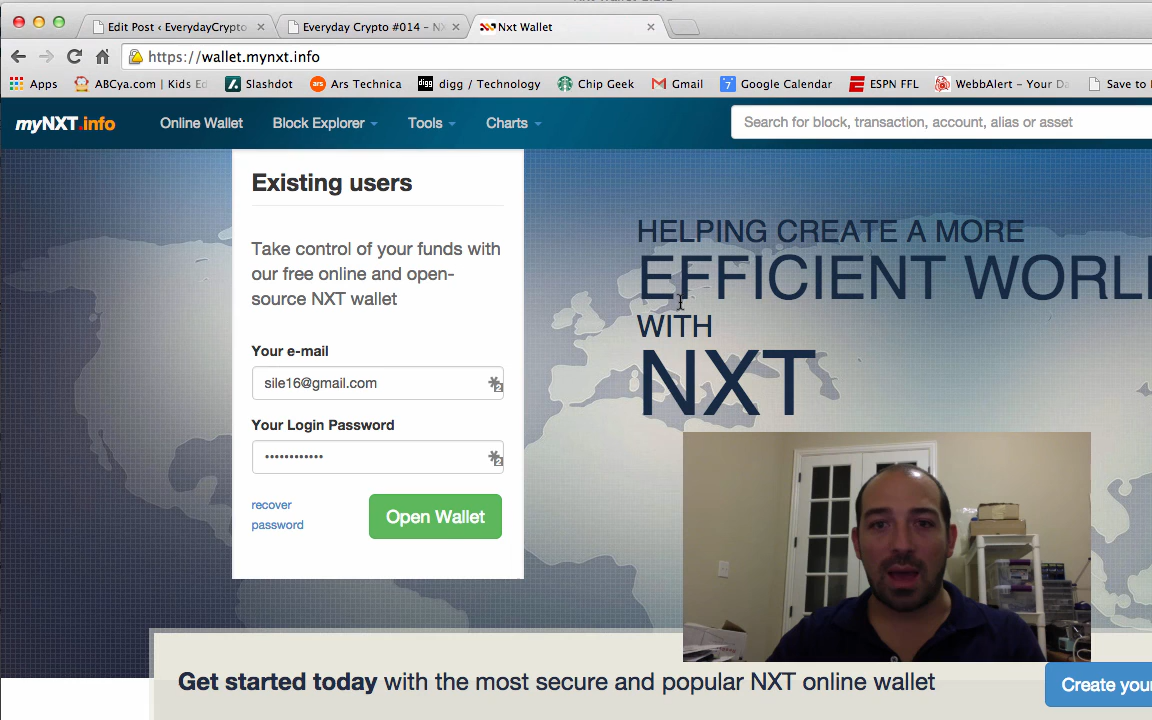 Edit Post ‹ EverydayCrypto
Everyday Crypto #014 – NX
Nxt Wallet
https://wallet.mynxt.info
Apps
ABCya.com | Kids Ed
Slashdot
Ars Technica
digg / Technology
Chip Geek
Gmail
7
Google Calendar
ESPN FFL
WebbAlert – Your Da
Save to
myNXT.info
Online Wallet
Block Explorer
Tools
Charts
Search for block, transaction, account, alias or asset
Existing users
Take control of your funds with
our free online and open-
source NXT wallet
Your e-mail
sile16@gmail.com
Your Login Password
recover
password
Open Wallet
HELPING CREATE A MORE
EFFICIENT WORL
WITH
NXT
Get started today with the most secure and popular NXT online wallet
Create your